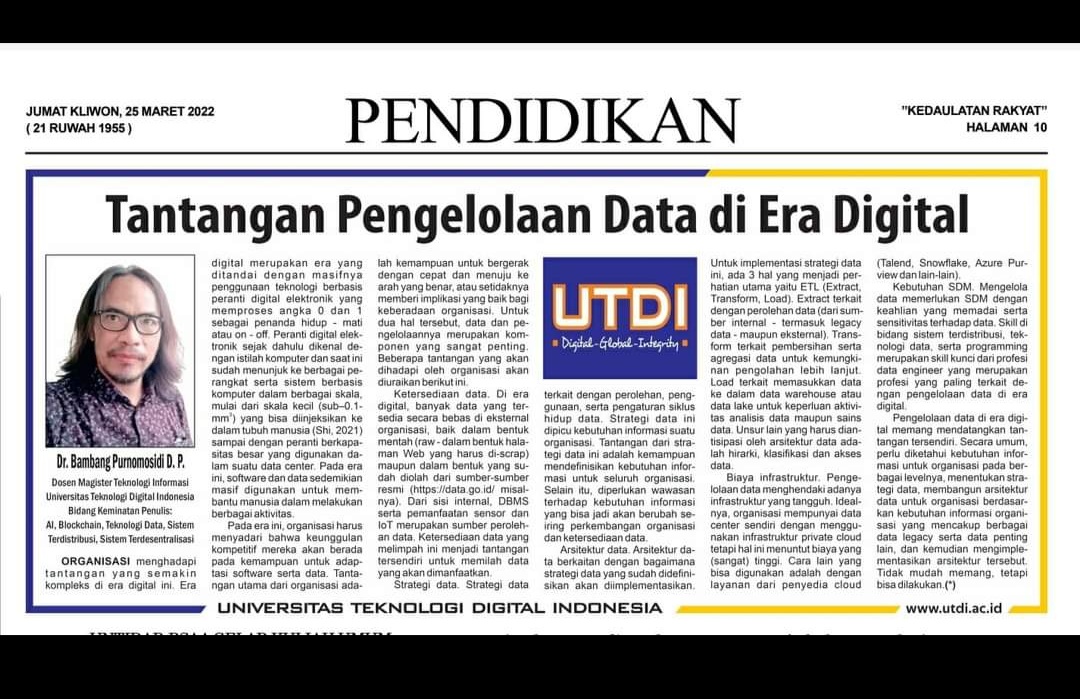 JUMAT KLIWON, 25 MARET 2022
( 21 RUWAH 1955 )
PENDIDIKAN
"KEDAULATAN RAKYAT"
HALAMAN 10
Tantangan Pengelolaan Data di Era Digital
Dr. Bambang Purnomosidi D. P.
Dosen Magister Teknologi Informasi
Universitas Teknologi Digital Indonesia
Bidang Keminatan Penulis:
AI, Blockchain, Teknologi Data, Sistem
Terdistribusi, Sistem Terdesentralisasi
ORGANISASI menghadapi
tantangan yang semakin
kompleks di era digital ini. Era
digital merupakan era yang
ditandai dengan masifnya
penggunaan teknologi berbasis
peranti digital elektronik yang
memproses angka 0 dan 1
sebagai penanda hidup - mati
atau on - off. Peranti digital elek-
tronik sejak dahulu dikenal de-
ngan istilah komputer dan saat ini
sudah menunjuk ke berbagai pe-
rangkat serta sistem berbasis
komputer dalam berbagai skala,
mulai dari skala kecil (sub–0.1-
mm³) yang bisa diinjeksikan ke
dalam tubuh manusia (Shi, 2021)
sampai dengan peranti berkapa-
sitas besar yang digunakan da-
lam suatu data center. Pada era
ini, software dan data sedemikian
masif digunakan untuk mem-
bantu manusia dalam melakukan
berbagai aktivitas.
Pada era ini, organisasi harus
menyadari bahwa keunggulan
kompetitif mereka akan berada
pada kemampuan untuk adap-
tasi software serta data. Tanta-
ngan utama dari organisasi ada-
lah kemampuan untuk bergerak
dengan cepat dan menuju ke
arah yang benar, atau setidaknya
memberi implikasi yang baik bagi
keberadaan organisasi. Untuk
dua hal tersebut, data dan pe-
ngelolaannya merupakan kom-
ponen yang sangat penting.
Beberapa tantangan yang akan
dihadapi oleh organisasi akan
diuraikan berikut ini.
Ketersediaan data. Di era
digital, banyak data yang ter-
sedia secara bebas di eksternal
organisasi, baik dalam bentuk
mentah (raw - dalam bentuk hala-
man Web yang harus di-scrap)
maupun dalam bentuk yang su-
dah diolah dari sumber-sumber
resmi (https://data.go.id/ misal-
nya). Dari sisi internal, DBMS
serta pemanfaatan sensor dan
IoT merupakan sumber peroleh-
an data. Ketersediaan data yang
melimpah ini menjadi tantangan
tersendiri untuk memilah data
yang akan dimanfaatkan.
Strategi data. Strategi data
UTDI
Digital-Global-Integrity
terkait dengan perolehan, peng-
gunaan, serta pengaturan siklus
hidup data. Strategi data ini
dipicu kebutuhan informasi suatu
organisasi. Tantangan dari stra-
tegi data ini adalah kemampuan
mendefinisikan kebutuhan infor-
masi untuk seluruh organisasi.
Selain itu, diperlukan wawasan
terhadap kebutuhan informasi
yang bisa jadi akan berubah se-
iring perkembangan organisasi
dan ketersediaan data.
Arsitektur data. Arsitektur da-
ta berkaitan dengan bagaimana
strategi data yang sudah didefini-
sikan akan diimplementasikan.
Untuk implementasi strategi data
ini, ada 3 hal yang menjadi per-
hatian utama yaitu ETL (Extract,
Transform, Load). Extract terkait
dengan perolehan data (dari sum-
ber internal - termasuk legacy
data - maupun eksternal). Trans-
form terkait pembersihan serta
agregasi data untuk kemungki-
nan pengolahan lebih lanjut.
Load terkait memasukkan data
ke dalam data warehouse atau
data lake untuk keperluan aktivi-
tas analisis data maupun sains
data. Unsur lain yang harus dian-
tisipasi oleh arsitektur data ada-
lah hirarki, klasifikasi dan akses
data.
Biaya infrastruktur. Penge-
lolaan data menghendaki adanya
infrastruktur yang tangguh. Ideal-
nya, organisasi mempunyai data
center sendiri dengan menggu-
nakan infrastruktur private cloud
tetapi hal ini menuntut biaya yang
(sangat) tinggi. Cara lain yang
bisa digunakan adalah dengan
layanan dari penyedia cloud
(Talend, Snowflake, Azure Pur-
view dan lain-lain).
Kebutuhan SDM. Mengelola
data memerlukan SDM dengan
keahlian yang memadai serta
sensitivitas terhadap data. Skill di
bidang sistem terdistribusi, tek-
nologi data, serta programming
merupakan skill kunci dari profesi
data engineer yang merupakan
profesi yang paling terkait de-
ngan pengelolaan data di era
digital.
Pengelolaan data di era digi-
tal memang mendatangkan tan-
tangan tersendiri. Secara umum,
perlu diketahui kebutuhan infor-
masi untuk organisasi pada ber-
bagai levelnya, menentukan stra-
tegi data, membangun arsitektur
data untuk organisasi berdasar-
kan kebutuhan informasi organi-
sasi yang mencakup berbagai
data legacy serta data penting
lain, dan kemudian mengimple-
mentasikan arsitektur tersebut.
Tidak mudah memang, tetapi
bisa dilakukan.(*)
UNIVERSITAS TEKNOLOGI DIGITAL INDONESIA
www.utdi.ac.id